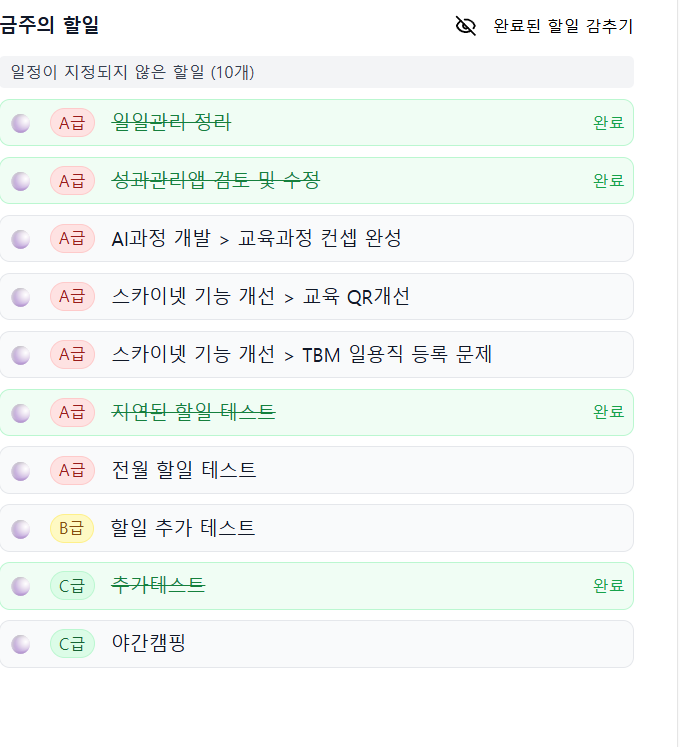 금주의 할일
완료된 할일 감추기
일정이 지정되지 않은 할일 (10개)
A급 일일관리 정리 완료
A급 성과관리앱 검토 및 수정 완료
A급 AI과정 개발 > 교육과정 컨셉 완성
A급 스카이넷 기능 개선 > 교육 QR개선
A급 스카이넷 기능 개선 > TBM 일용직 등록 문제
A급 지연된 할일 테스트 완료
A급 전월 할일 테스트
B급 할일 추가 테스트
C급 추가테스트 완료
C급 야간캠핑